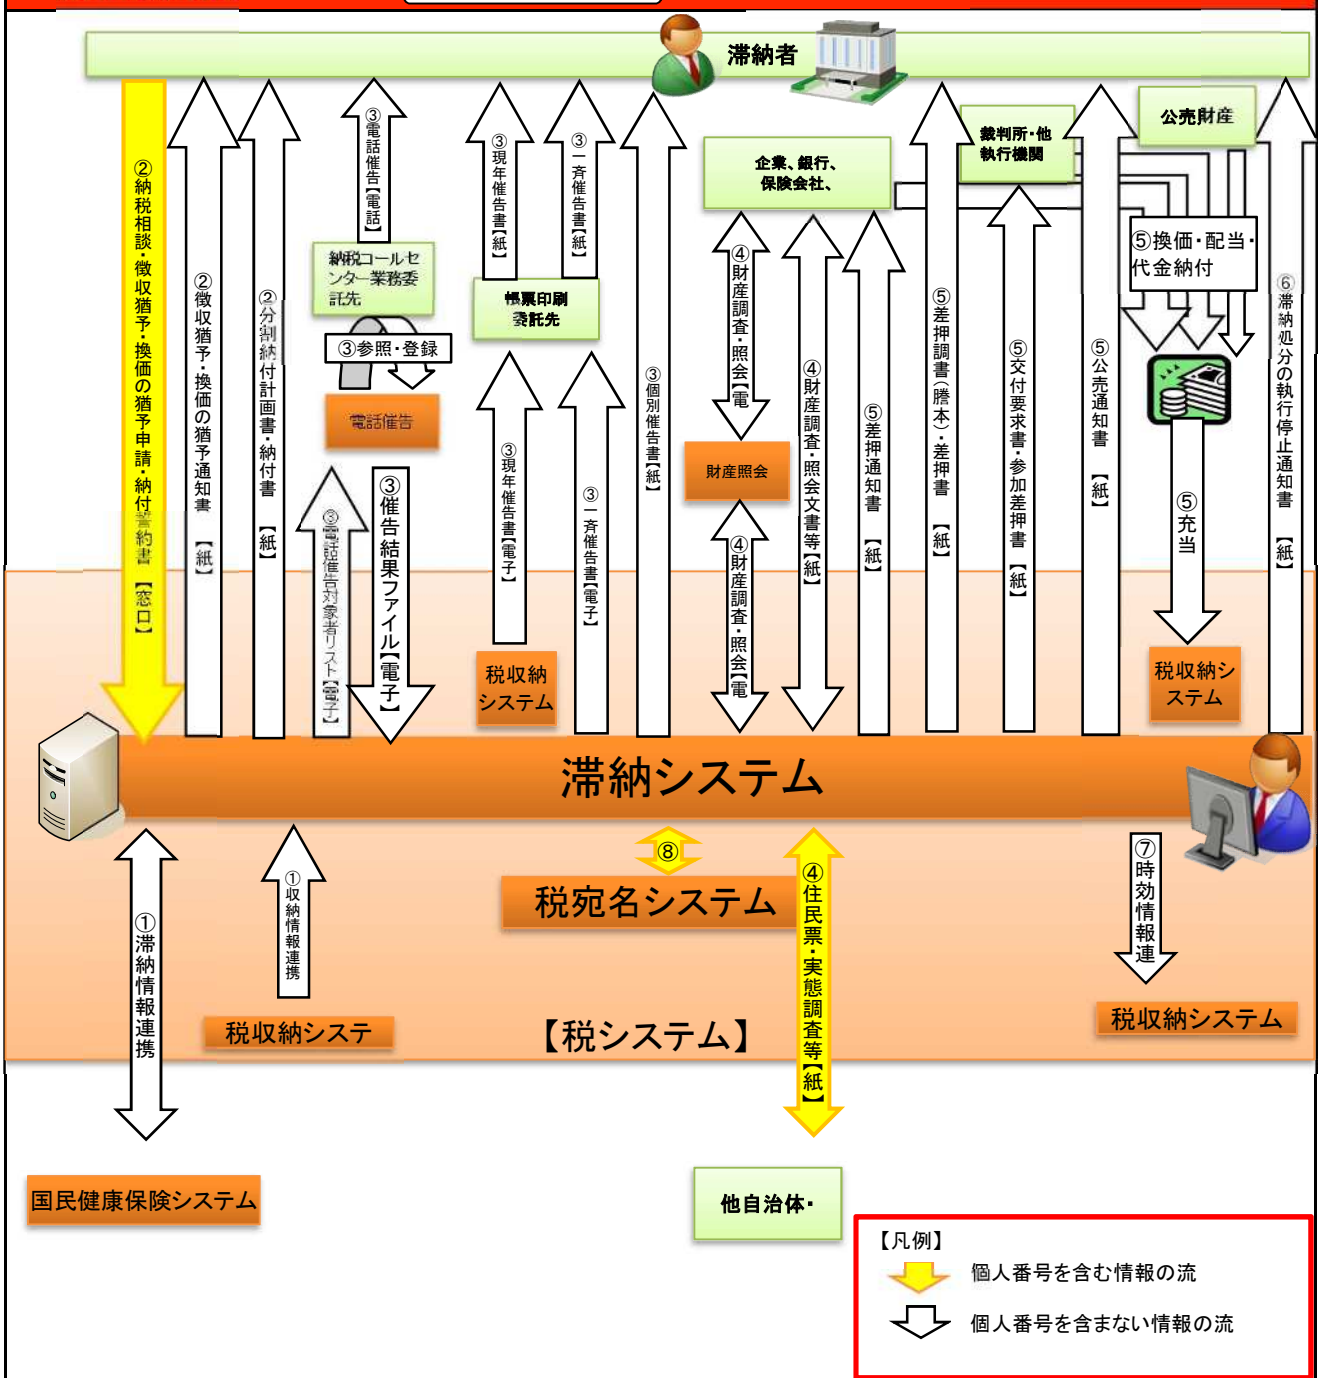 滞納者
②納税相談・徴収猶予・換価の猶予申請・納付誓約書 【窓口】
②徴収猶予・換価の猶予通知書 【紙】
②分割納付計画書・納付書 【紙】
③電話催告【電話】
納税コールセ
ンター業務委
託先
③参照・登録
電話催告
③電話催告対象者リスト【電子】
③催告結果ファイル【電子】
③現年催告書【紙】
③一斉催告書【紙】
帳票印刷
委託先
③現年催告書【電子】
③一斉催告書【電子】
税収納
システム
③個別催告書【紙】
企業、銀行、
保険会社、
④財産調査・照会【電
財産照会
④財産調査・照会【電
④財産調査・照会文書等【紙】
⑤差押通知書 【紙】
⑤差押調書(謄本)・差押書 【紙】
裁判所・他
執行機関
⑤交付要求書・参加差押書 【紙】
⑤公売通知書 【紙】
公売財産
⑤換価・配当・
代金納付
⑤充当
税収納シ
ステム
⑥滞納処分の執行停止通知書 【紙】
滞納システム
①滞納情報連携
①収納情報連携
税収納システ
⑧
税宛名システム
④住民票・実態調査等【紙】
⑦時効情報連
税収納システム
【税システム】
国民健康保険システム
他自治体・
【凡例】
個人番号を含む情報の流
個人番号を含まない情報の流